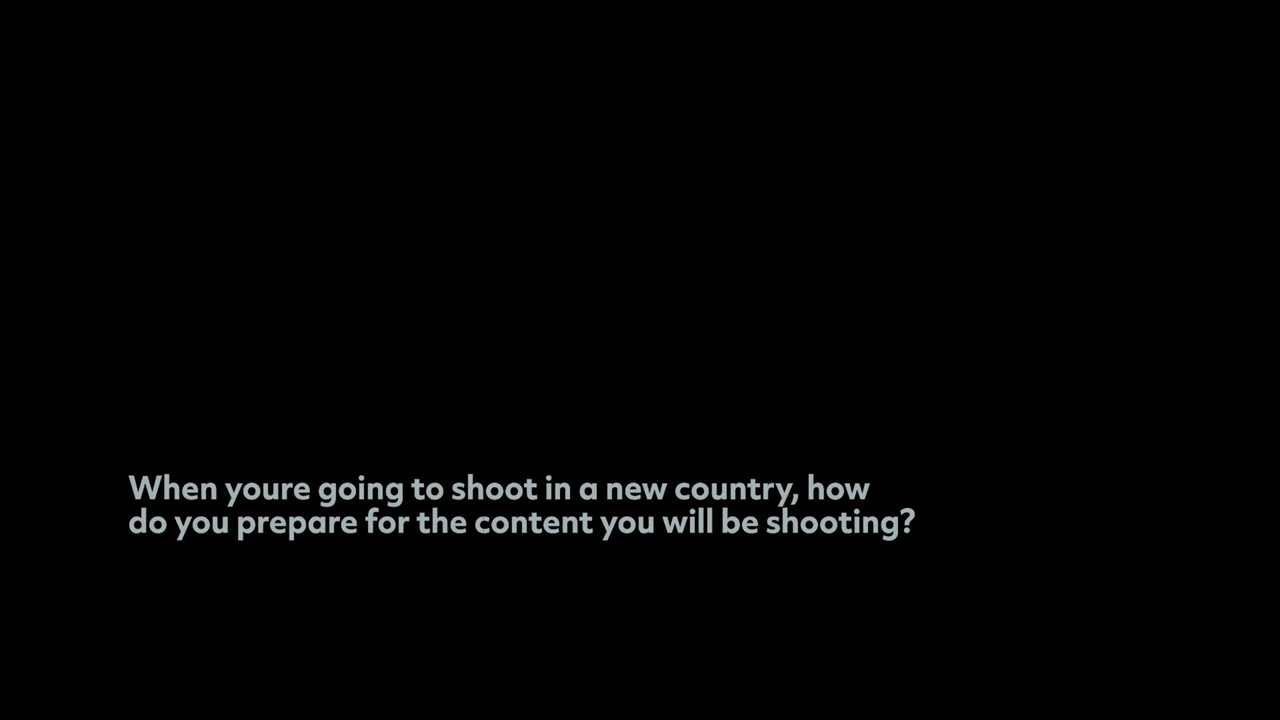 When youre going to shoot in a new country, how
do you prepare for the content you will be shooting?